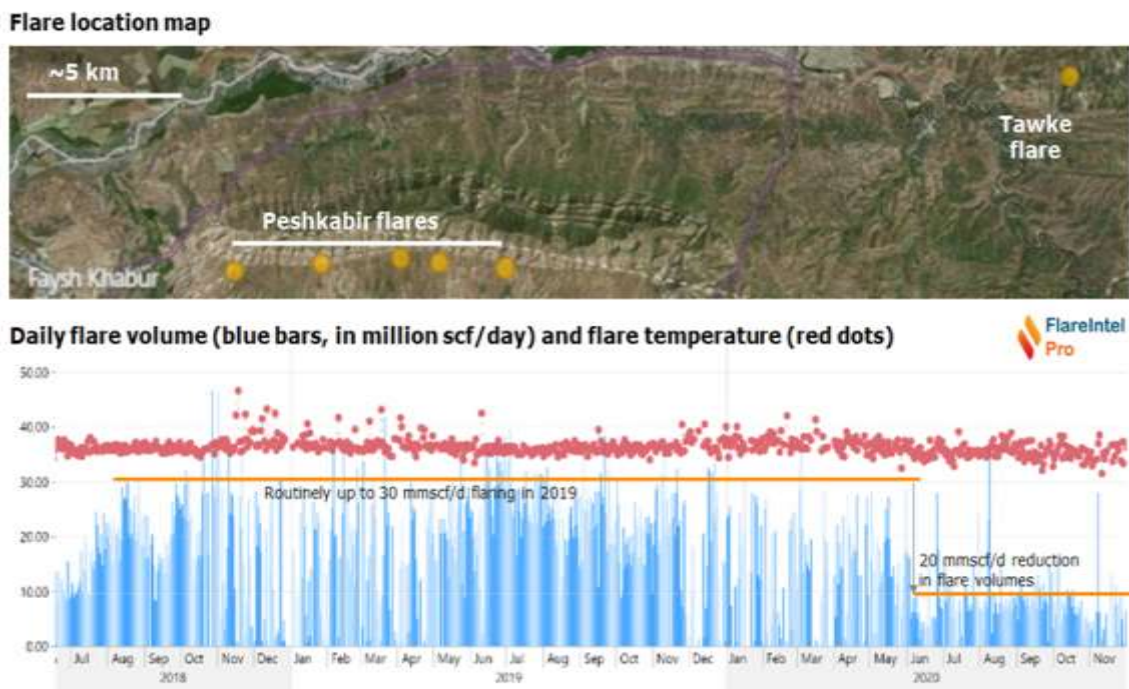 Flare location map
~5 km
Tawke
flare
Peshkabir flares
Faysh Khabur
Daily flare volume (blue bars, in million scf/day) and flare temperature (red dots)
FlareIntel
Pro
50.00
40.00
30.00
20.00
10.00
0.00
Routinely up to 30 mmscf/d flaring in 2019
20 mmscf/d reduction
in flare volumes
Jul Aug Sep Oct Nov Dec Jan Feb Mar Apr May Jun Jul Aug Sep Oct Nov Dec Jan Feb Mar Apr May Jun Jul Aug Sep Oct Nov
2018 2019 2020